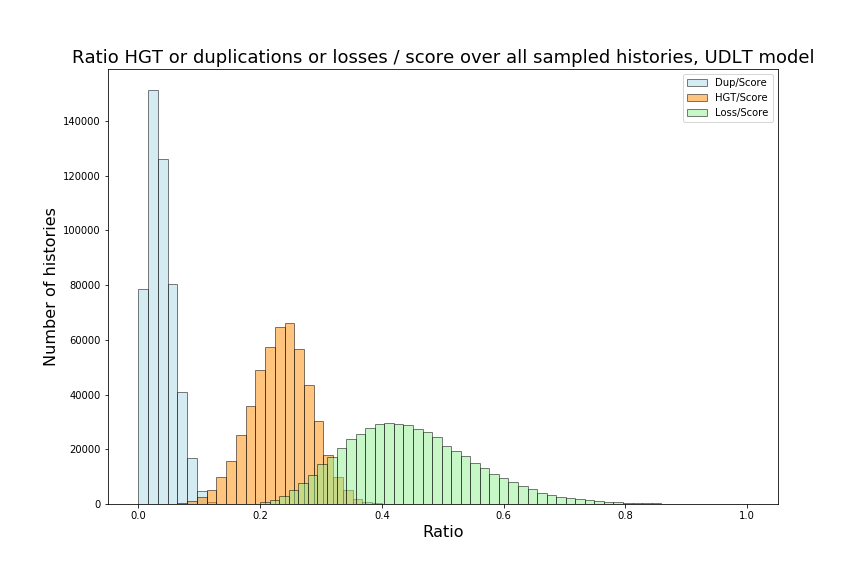 Ratio HGT or duplications or losses / score over all sampled histories, UDLT model
Dup/Score
HGT/Score
Loss/Score
Number of histories
140000
120000
100000
80000
60000
40000
20000
0
0.0 0.2 0.4 0.6 0.8 1.0
Ratio